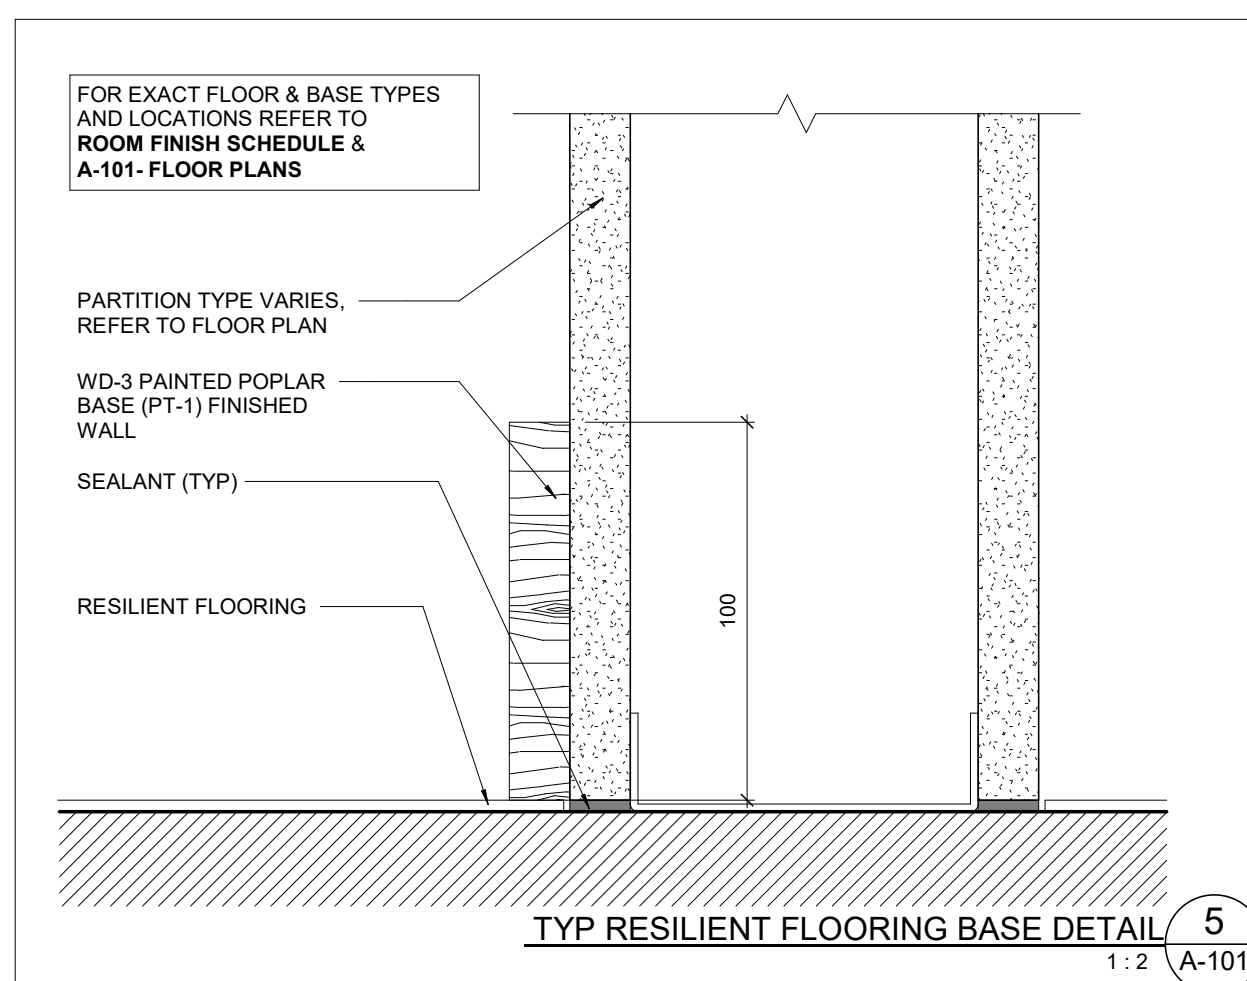 FOR EXACT FLOOR & BASE TYPES
AND LOCATIONS REFER TO
ROOM FINISH SCHEDULE &
A-101- FLOOR PLANS
PARTITION TYPE VARIES,
REFER TO FLOOR PLAN
WD-3 PAINTED POPLAR
BASE (PT-1) FINISHED
WALL
SEALANT (TYP)
RESILIENT FLOORING
100
TYP RESILIENT FLOORING BASE DETAIL
1 : 2
5
A-101